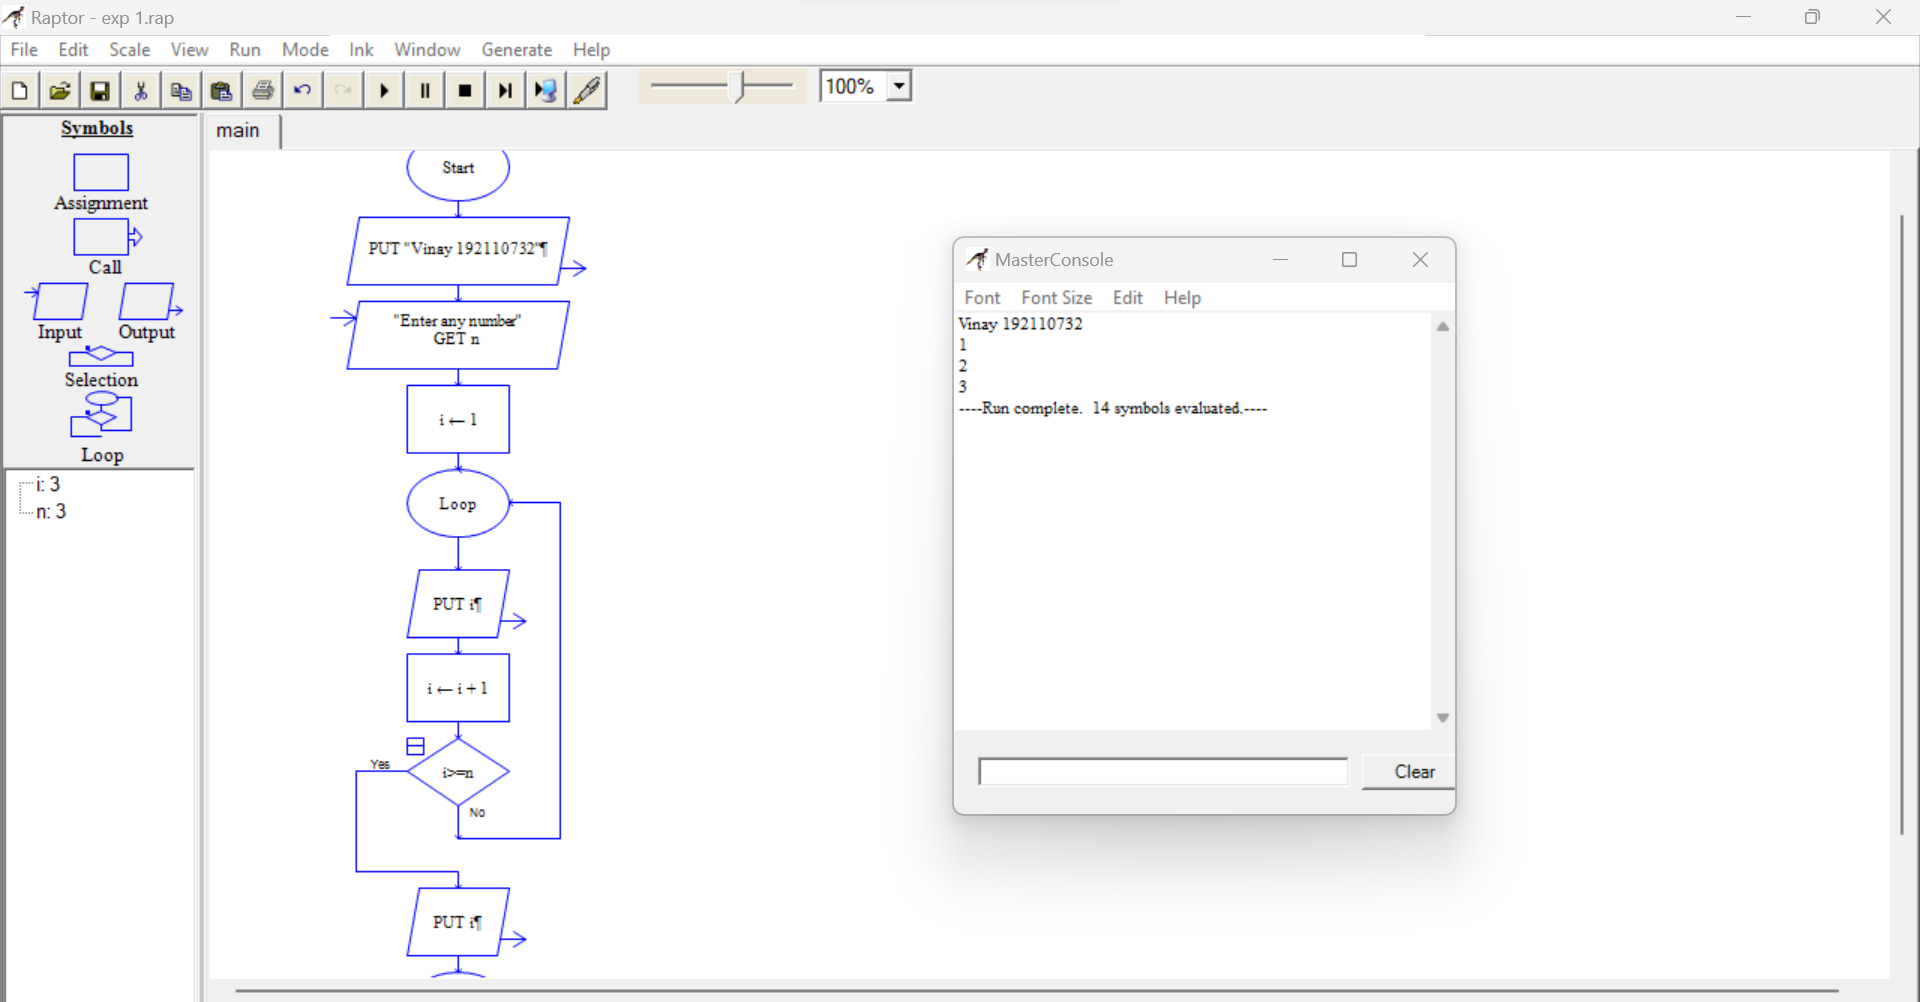 Raptor - exp 1.rap
File Edit Scale View Run Mode Ink Window Generate Help
100%
Symbols
Assignment
Call
Input Output
Selection
Loop
i: 3
n: 3
main
Start
PUT "Vinay 192110732"¶
"Enter any number"
GET n
i ← 1
Loop
PUT i¶
i ← i + 1
Yes
i>=n
No
PUT i¶
MasterConsole
Font Font Size Edit Help
Vinay 192110732
1
2
3
----Run complete.  14 symbols evaluated.----
Clear